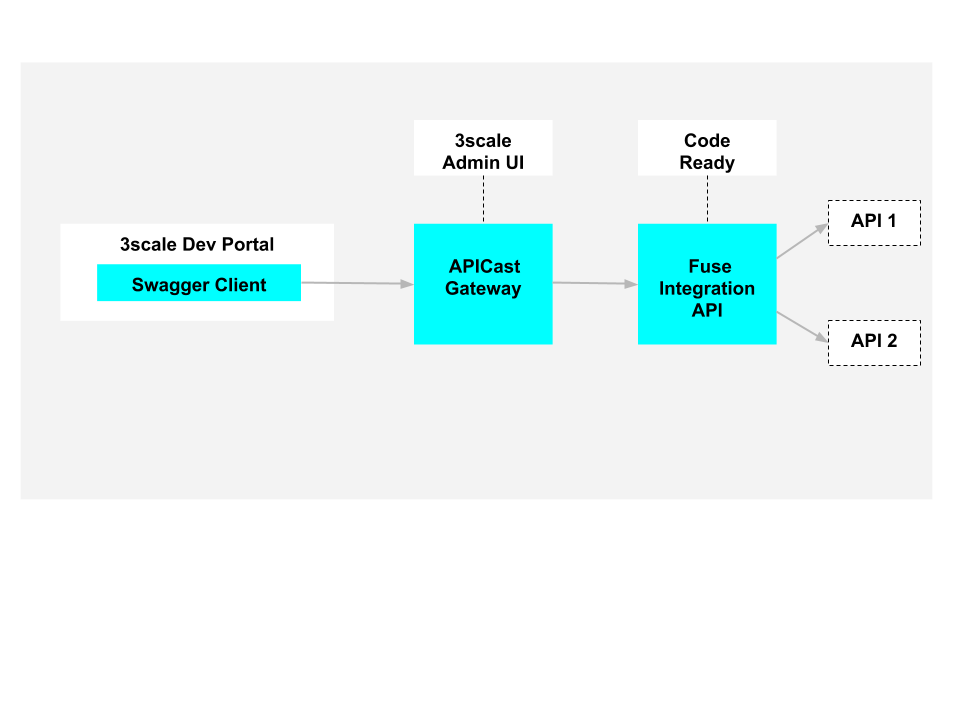 3scale
Admin UI
Code
Ready
3scale Dev Portal
Swagger Client
APICast
Gateway
Fuse
Integration
API
API 1
API 2